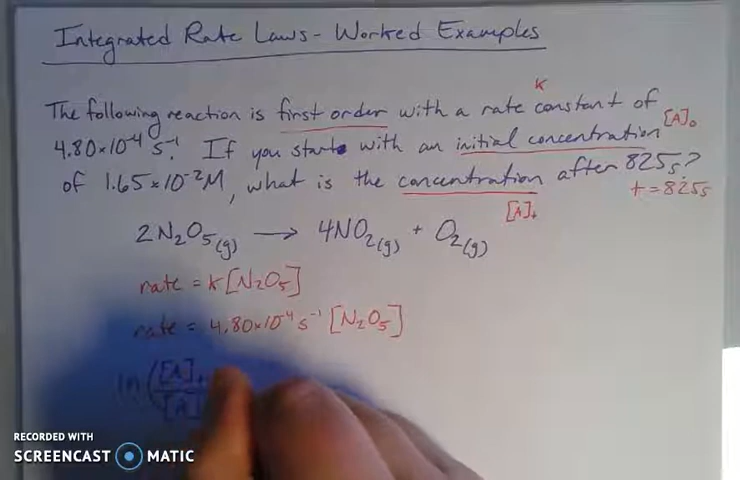 Integrated Rate Laws - Worked Examples
K
The following reaction is first order with a rate constant of
4.80×10⁻⁴ s⁻¹. If you start with an initial concentration [A]₀
of 1.65×10⁻² M, what is the concentration after 825s?
[A]ₜ t = 825s
2N₂O₅(g) → 4NO₂(g) + O₂(g)
rate = K[N₂O₅]
rate = 4.80×10⁻⁴ s⁻¹ [N₂O₅]
ln([A]ₜ
[A]
RECORDED WITH
SCREENCAST MATIC